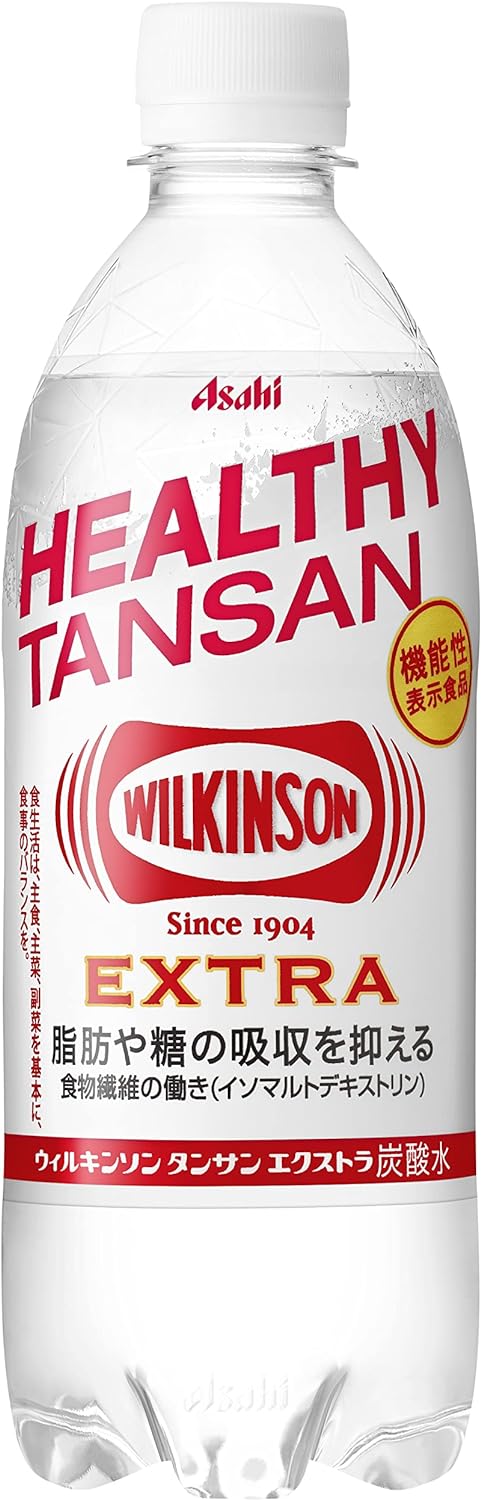 Asahi
HEALTHY
TANSAN
機能性
表示食品
WILKINSON
Since 1904
EXTRA
脂肪や糖の吸収を抑える
食物繊維の働き(イソマルトデキストリン)
食生活は、主食、主菜、副菜を基本に、
食事のバランスを。
ウィルキンソン タンサン エクストラ 炭酸水
Asahi